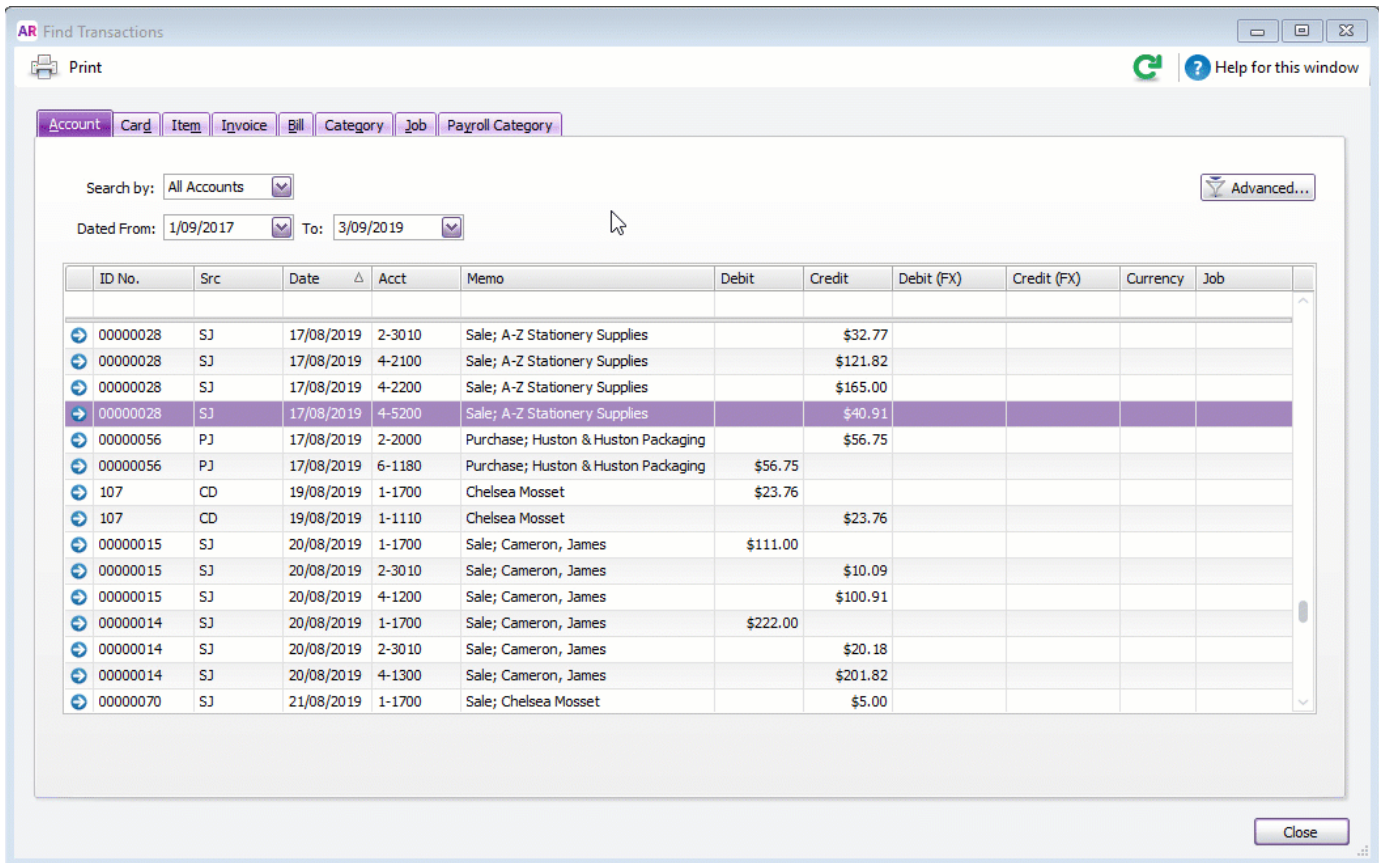 AR Find Transactions
Print
? Help for this window
Account Card Item Invoice Bill Category Job Payroll Category
Search by: All Accounts Advanced...
Dated From: 1/09/2017 To: 3/09/2019
ID No. Src Date Acct Memo Debit Credit Debit (FX) Credit (FX) Currency Job
00000028 SJ 17/08/2019 2-3010 Sale; A-Z Stationery Supplies $32.77
00000028 SJ 17/08/2019 4-2100 Sale; A-Z Stationery Supplies $121.82
00000028 SJ 17/08/2019 4-2200 Sale; A-Z Stationery Supplies $165.00
00000028 SJ 17/08/2019 4-5200 Sale; A-Z Stationery Supplies $40.91
00000056 PJ 17/08/2019 2-2000 Purchase; Huston & Huston Packaging $56.75
00000056 PJ 17/08/2019 6-1180 Purchase; Huston & Huston Packaging $56.75
107 CD 19/08/2019 1-1700 Chelsea Mosset $23.76
107 CD 19/08/2019 1-1110 Chelsea Mosset $23.76
00000015 SJ 20/08/2019 1-1700 Sale; Cameron, James $111.00
00000015 SJ 20/08/2019 2-3010 Sale; Cameron, James $10.09
00000015 SJ 20/08/2019 4-1200 Sale; Cameron, James $100.91
00000014 SJ 20/08/2019 1-1700 Sale; Cameron, James $222.00
00000014 SJ 20/08/2019 2-3010 Sale; Cameron, James $20.18
00000014 SJ 20/08/2019 4-1300 Sale; Cameron, James $201.82
00000070 SJ 21/08/2019 1-1700 Sale; Chelsea Mosset $5.00
Close